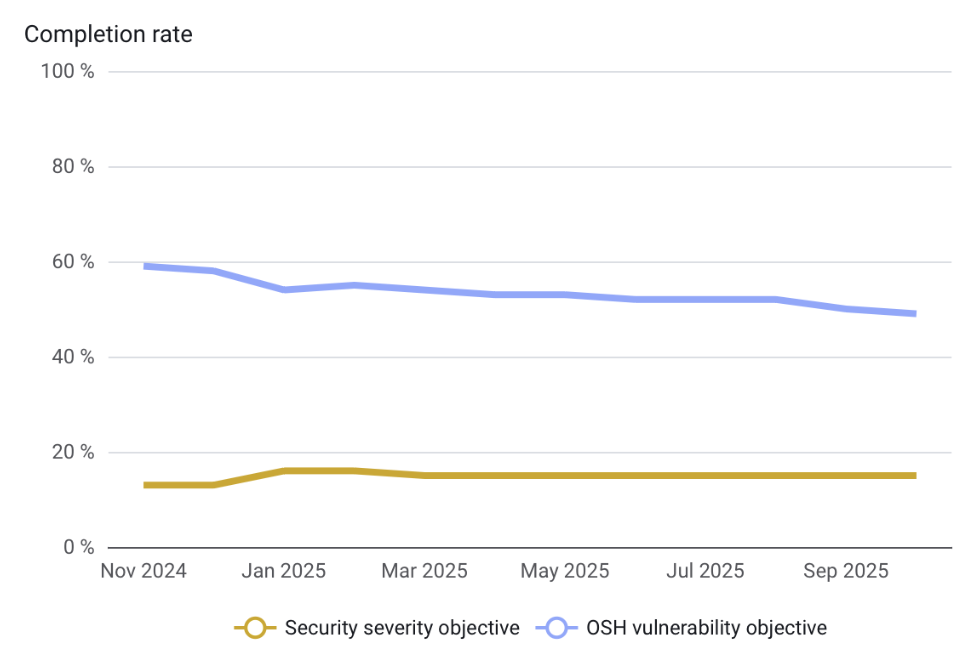 Completion rate
100 %
80 %
60 %
40 %
20 %
0 %
Nov 2024 Jan 2025 Mar 2025 May 2025 Jul 2025 Sep 2025
Security severity objective OSH vulnerability objective